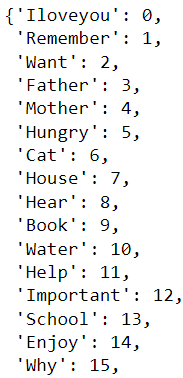 {'Iloveyou': 0,
'Remember': 1,
'Want': 2,
'Father': 3,
'Mother': 4,
'Hungry': 5,
'Cat': 6,
'House': 7,
'Hear': 8,
'Book': 9,
'Water': 10,
'Help': 11,
'Important': 12,
'School': 13,
'Enjoy': 14,
'Why': 15,